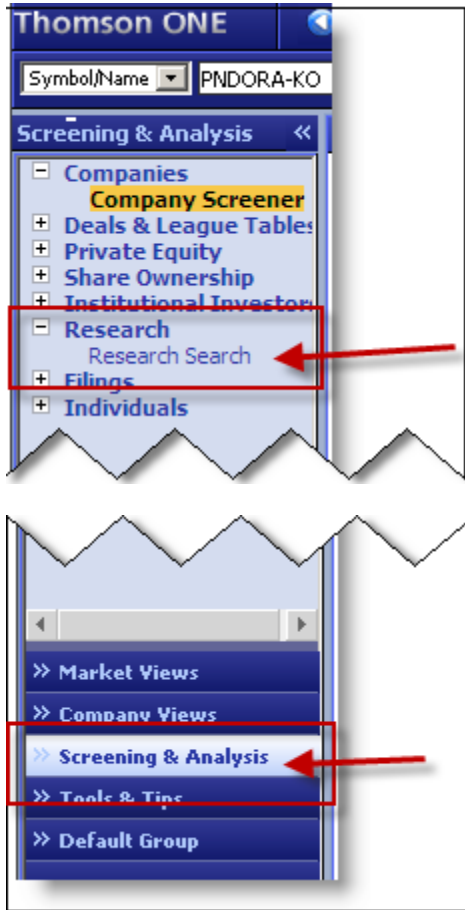 Thomson ONE
Symbol/Name PNDORA-KO
Screening & Analysis «
Companies
Company Screener
Deals & League Tables
Private Equity
Share Ownership
Institutional Investors
Research
Research Search
Filings
Individuals
» Market Views
» Company Views
» Screening & Analysis
» Tools & Tips
» Default Group